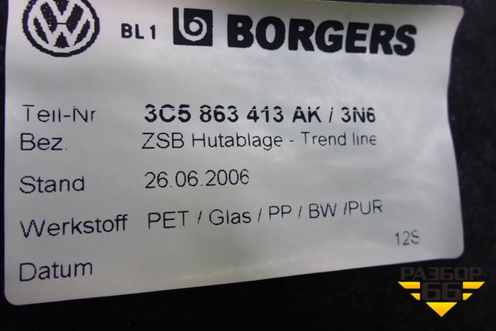 BL1 BORGERS
Teil-Nr 3C5 863 413 AK / 3N6
Bez. ZSB Hutablage - Trend line
Stand 26.06.2006
Werkstoff PET / Glas / PP / BW /PUR
12S
Datum
РАЗБОР
66